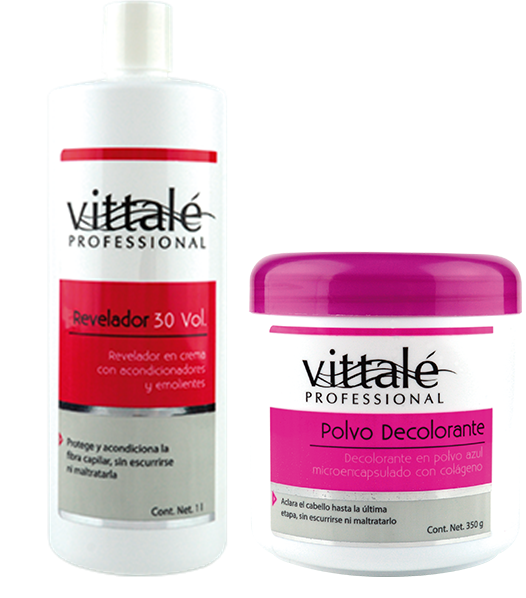 vittalé
PROFESSIONAL
Revelador 30 Vol.
Revelador en crema
con acondicionadores
y emolientes
Protege y acondiciona la
fibra capilar, sin escurrirse
ni maltratarla
Cont. Net. 1 l
vittalé
PROFESSIONAL
Polvo Decolorante
Decolorante en polvo azul
microencapsulado con colágeno
Aclara el cabello hasta la última
etapa, sin escurrirse ni maltratarlo
Cont. Net. 350 g